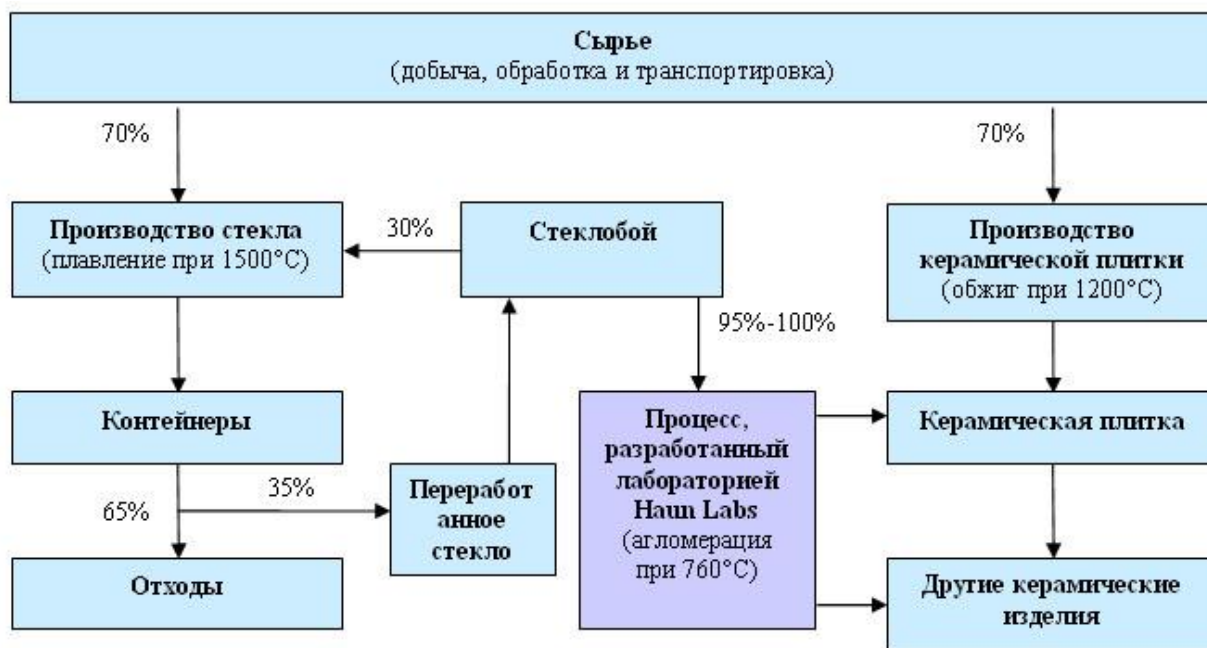 Сырье
(добыча, обработка и транспортировка)
70%
70%
Производство стекла
(плавление при 1500°С)
30%
Стеклобой
Производство
керамической плитки
(обжиг при 1200°С)
95%-100%
Контейнеры
Процесс,
разработанный
лабораторией
Haun Labs
(агломерация
при 760°С)
Керамическая плитка
65%
35%
Переработ
анное
стекло
Отходы
Другие керамические
изделия